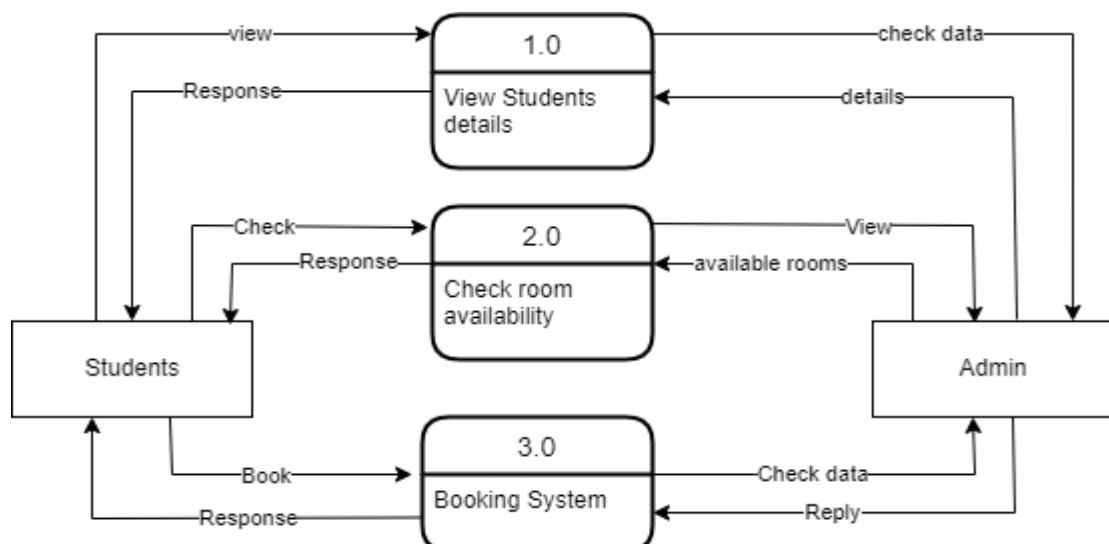 view
1.0
check data
Response
View Students
details
details
Check
2.0
View
Response
available rooms
Check room
availability
Students
Admin
3.0
Book
Check data
Booking System
Response
Reply